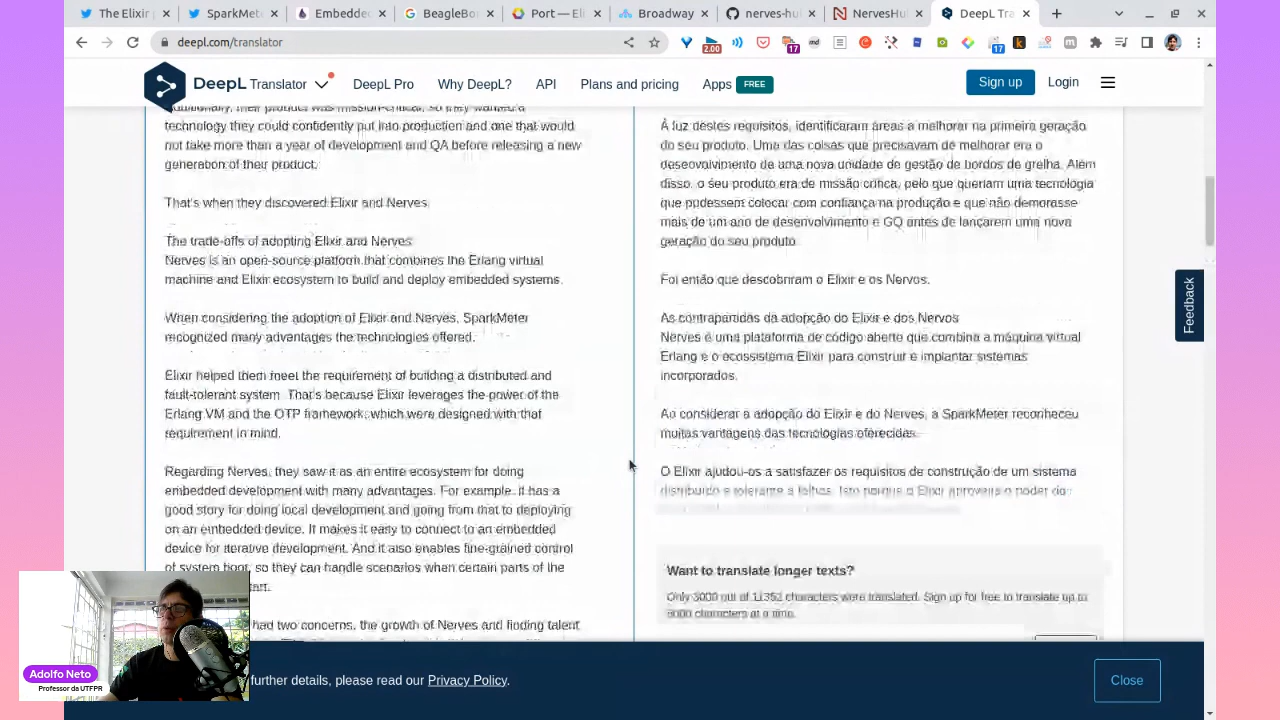 The Elixir
SparkMete
Embedded
BeagleBo
Port — Eli
Broadway
nerves-hu
NervesHu
DeepL Tra
deepl.com/translator
2.00
17
17
DeepL Translator
DeepL Pro
Why DeepL?
API
Plans and pricing
Apps FREE
Sign up
Login
Additionally, their product was mission-critical, so they wanted a
technology they could confidently put into production and one that would
not take more than a year of development and QA before releasing a new
generation of their product.
That's when they discovered Elixir and Nerves.
The trade-offs of adopting Elixir and Nerves
Nerves is an open-source platform that combines the Erlang virtual
machine and Elixir ecosystem to build and deploy embedded systems.
When considering the adoption of Elixir and Nerves, SparkMeter
recognized many advantages the technologies offered.
Elixir helped them meet the requirement of building a distributed and
fault-tolerant system. That's because Elixir leverages the power of the
Erlang VM and the OTP framework, which were designed with that
requirement in mind.
Regarding Nerves, they saw it as an entire ecosystem for doing
embedded development with many advantages. For example, it has a
good story for doing local development and going from that to deploying
on an embedded device. It makes it easy to connect to an embedded
device for iterative development. And it also enables fine-grained control
of system boot, so they can handle scenarios when certain parts of the
had two concerns, the growth of Nerves and finding talent
À luz destes requisitos, identificaram áreas a melhorar na primeira geração
do seu produto. Uma das coisas que precisavam de melhorar era o
desenvolvimento de uma nova unidade de gestão de bordos de grelha. Além
disso, o seu produto era de missão crítica, pelo que queriam uma tecnologia
que pudessem colocar com confiança na produção e que não demorasse
mais de um ano de desenvolvimento e GQ antes de lançarem uma nova
geração do seu produto.
Foi então que descobriram o Elixir e os Nervos.
As contrapartidas da adopção do Elixir e dos Nervos
Nerves é uma plataforma de código aberto que combina a máquina virtual
Erlang e o ecossistema Elixir para construir e implantar sistemas
incorporados.
Ao considerar a adopção do Elixir e do Nerves, a SparkMeter reconheceu
muitas vantagens das tecnologias oferecidas.
O Elixir ajudou-os a satisfazer os requisitos de construção de um sistema
distribuído e tolerante a falhas. Isto porque a Elixir aproveita o poder do
Want to translate longer texts?
Only 3000 out of 11352 characters were translated. Sign up for free to translate up to
5000 characters at a time.
Feedback
further details, please read our Privacy Policy.
Close
Adolfo Neto
Professor da UTFPR